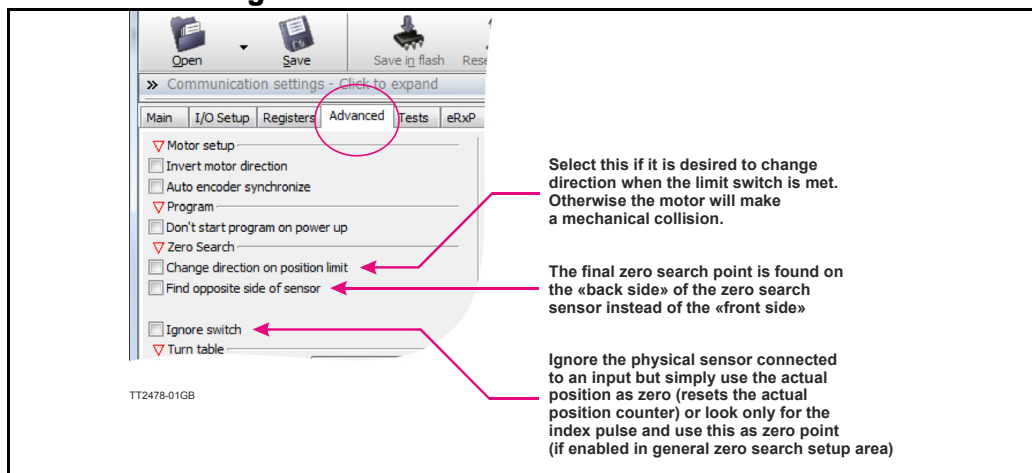 Open
Save
Save in flash
Communication settings - Click to expand
Main
I/O Setup
Registers
Advanced
Tests
eRxP
Motor setup
Invert motor direction
Auto encoder synchronize
Program
Don't start program on power up
Zero Search
Change direction on position limit
Find opposite side of sensor
Ignore switch
Turn table
Select this if it is desired to change
direction when the limit switch is met.
Otherwise the motor will make
a mechanical collision.
The final zero search point is found on
the «back side» of the zero search
sensor instead of the «front side»
Ignore the physical sensor connected
to an input but simply use the actual
position as zero (resets the actual
position counter) or look only for the
index pulse and use this as zero point
(if enabled in general zero search setup area)
TT2478-01GB